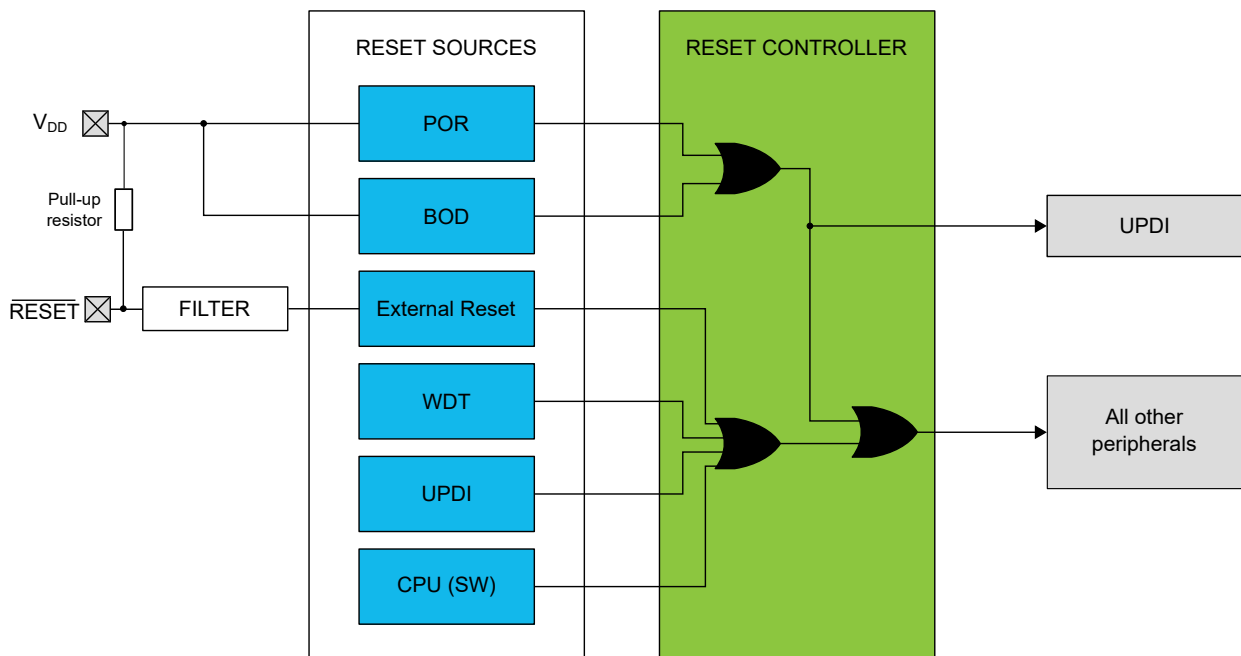 RESET SOURCES
RESET CONTROLLER
VDD
POR
Pull-up
resistor
BOD
UPDI
RESET
FILTER
External Reset
WDT
All other
peripherals
UPDI
CPU (SW)